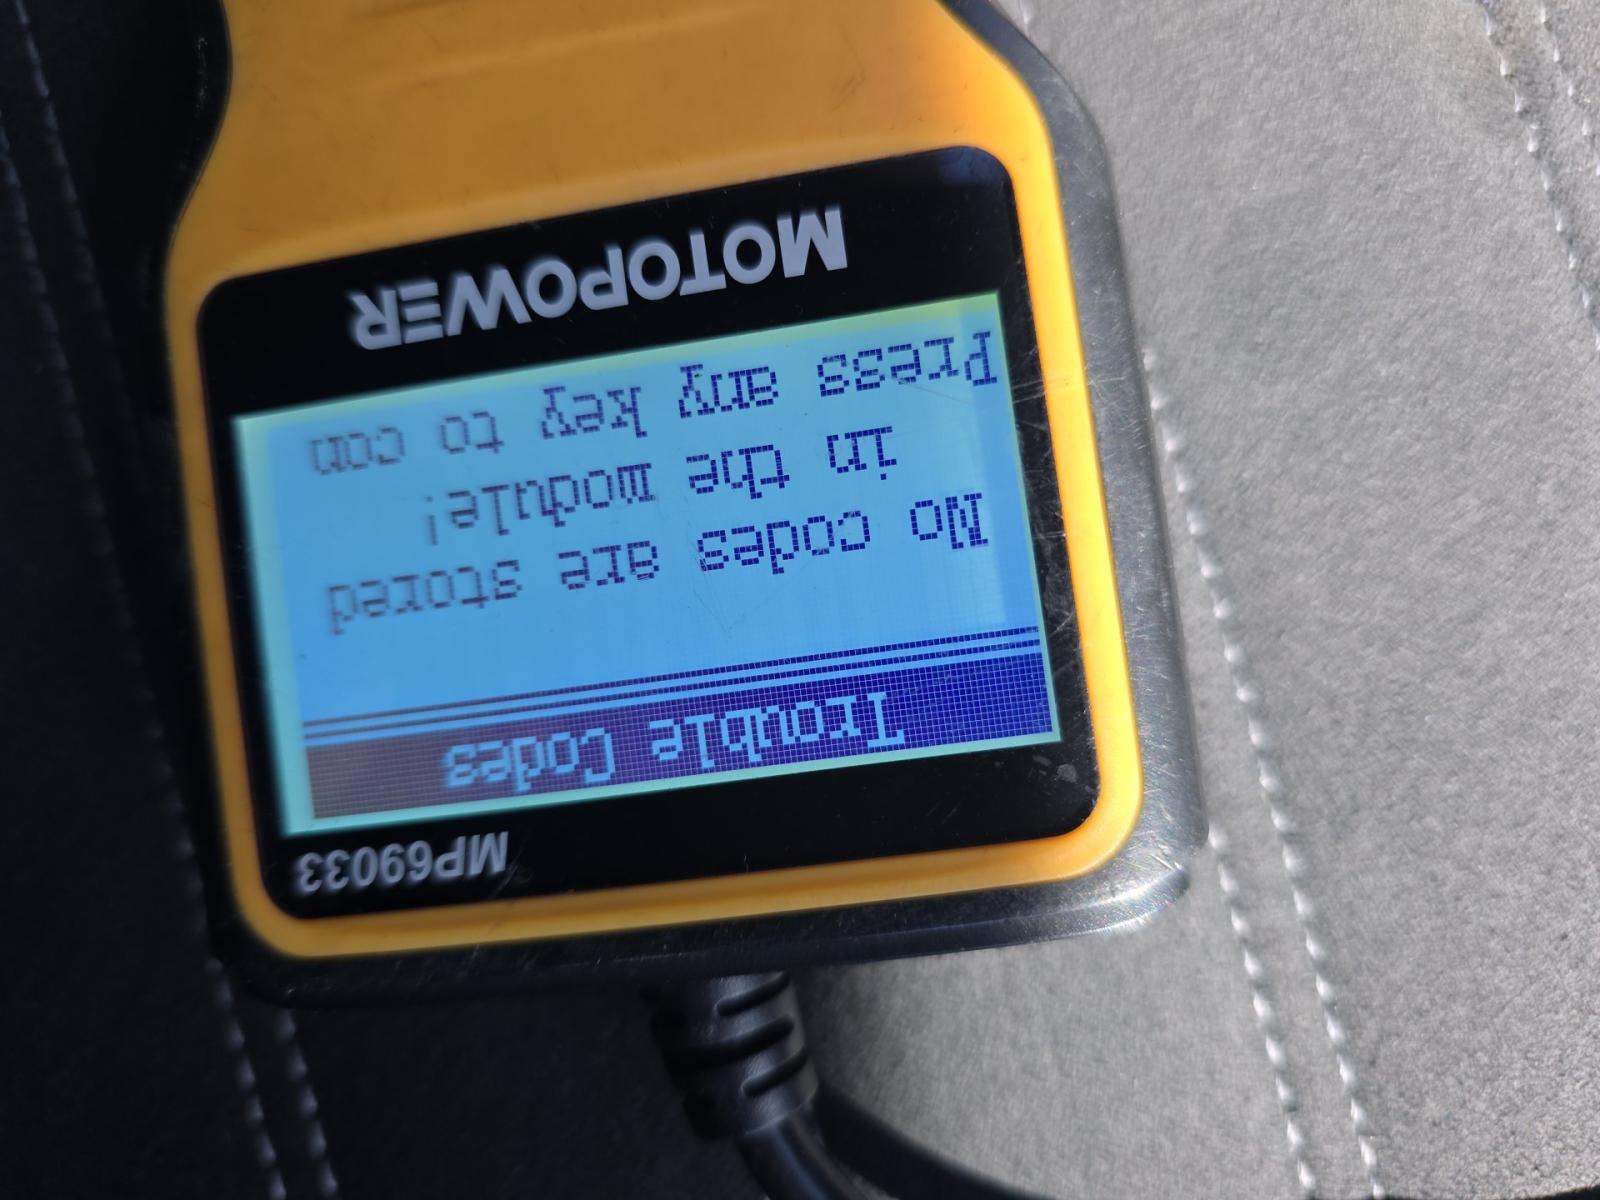 MP69033
Trouble Codes
No codes are stored
in the module!
Press any key to con
MOTOPOWER